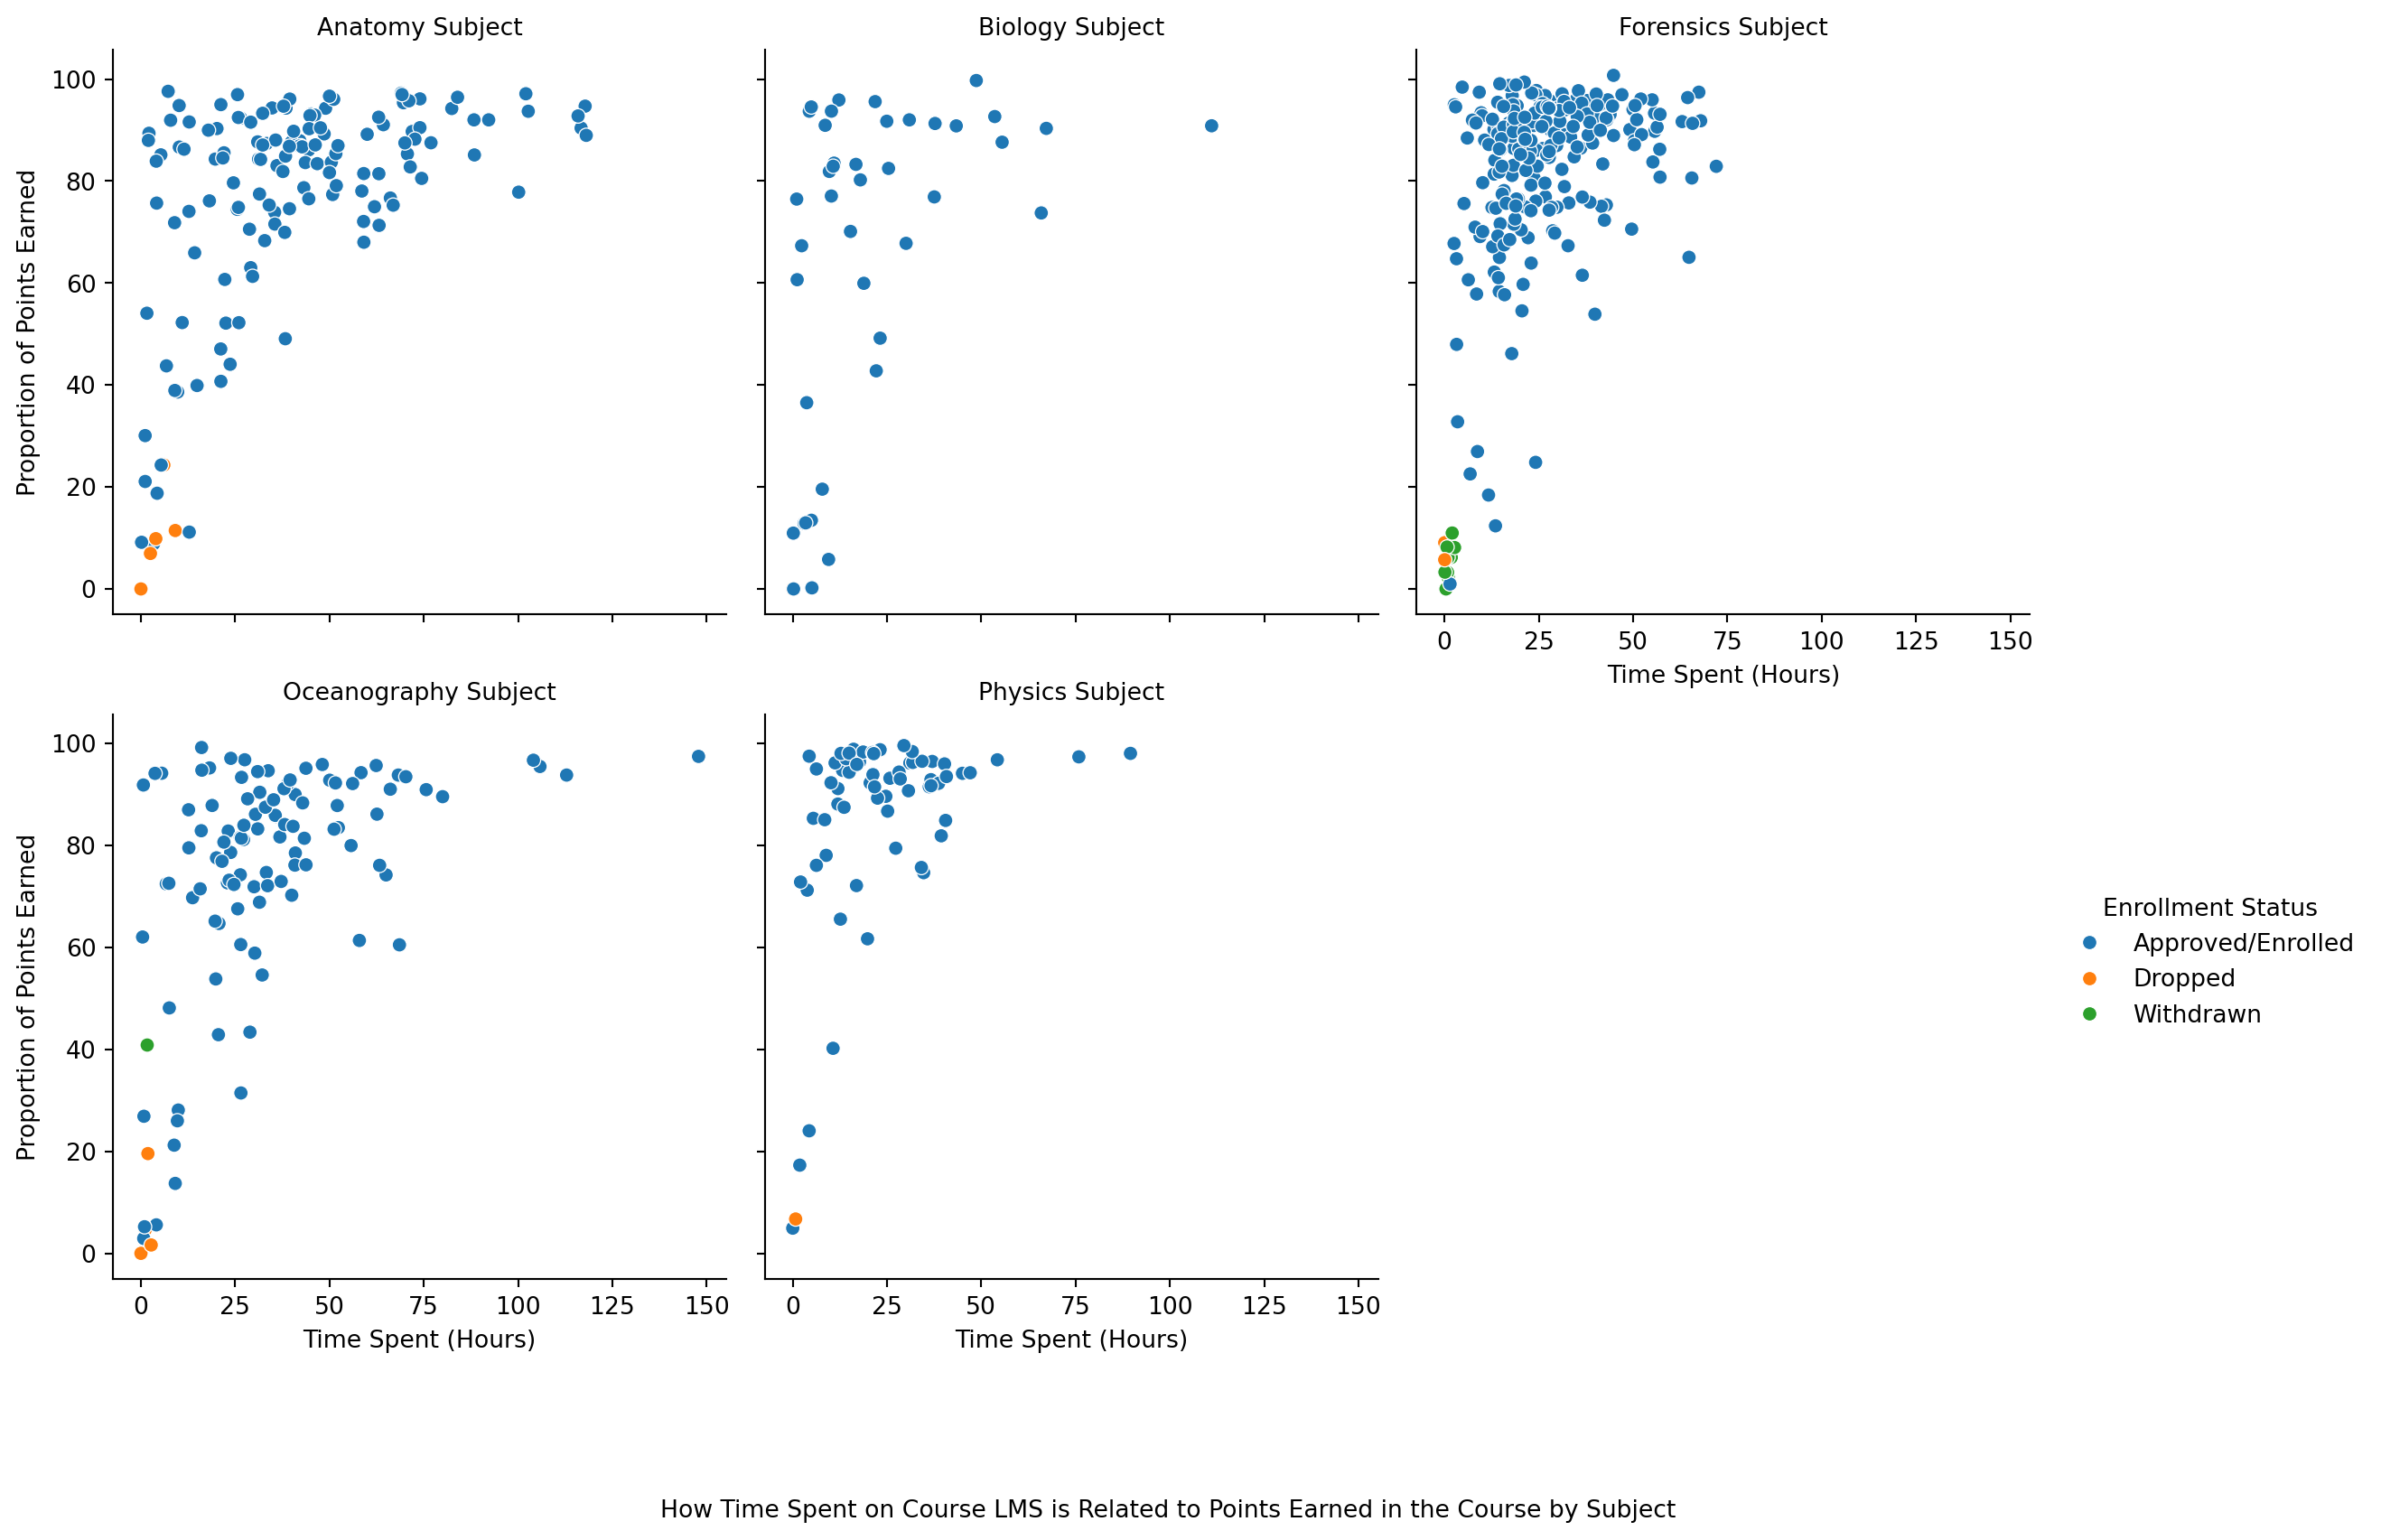 Anatomy Subject
Biology Subject
Forensics Subject
Proportion of Points Earned
100
80
60
40
20
0
0 25 50 75 100 125 150
Time Spent (Hours)
Oceanography Subject
Physics Subject
Proportion of Points Earned
100
80
60
40
20
0
0 25 50 75 100 125 150
Time Spent (Hours)
0 25 50 75 100 125 150
Time Spent (Hours)
Enrollment Status
Approved/Enrolled
Dropped
Withdrawn
How Time Spent on Course LMS is Related to Points Earned in the Course by Subject